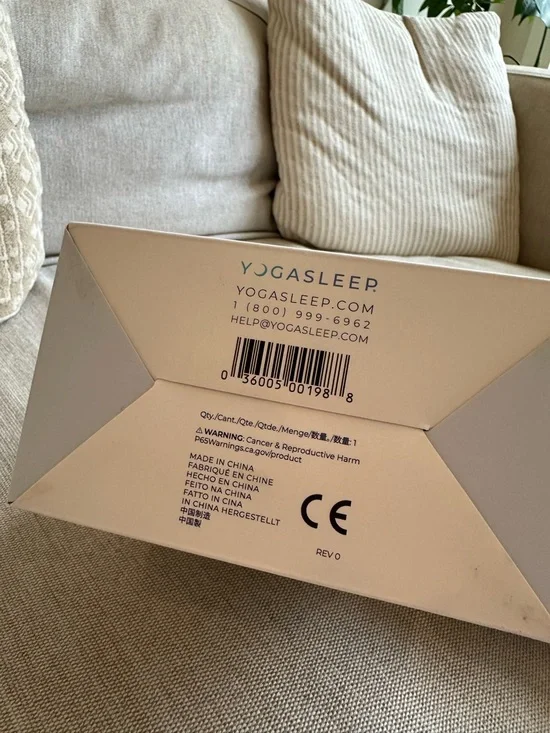 YOGASLEEP
YOGASLEEP.COM
1 (800) 999-6962
HELP@YOGASLEEP.COM
0 36005 00198 8
Qty./Cant./Qte./Qtde./Menge/数量／数量: 1
⚠ WARNING: Cancer & Reproductive Harm
P65Warnings.ca.gov/product
MADE IN CHINA
FABRIQUÉ EN CHINE
HECHO EN CHINA
FEITO NA CHINA
FATTO IN CINA
IN CHINA HERGESTELLT
中国制造
中国製
CE
REV 0